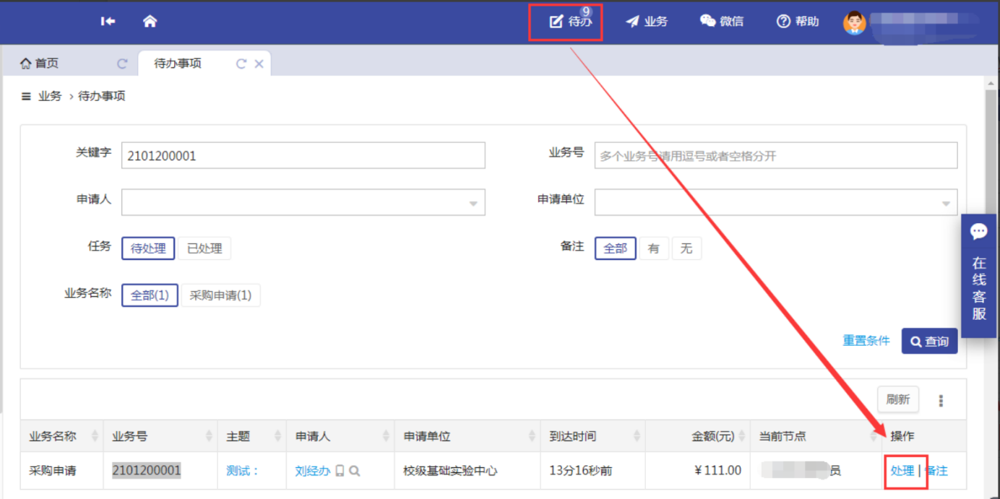 待办 9 业务 微信 帮助
首页 待办事项
业务 › 待办事项
关键字 2101200001 业务号 多个业务号请用逗号或者空格分开
申请人 申请单位
任务 待处理 已处理 备注 全部 有 无
业务名称 全部(1) 采购申请(1)
在线客服
重置条件 查询
刷新
业务名称 业务号 主题 申请人 申请单位 到达时间 金额(元) 当前节点 操作
采购申请 2101200001 测试： 刘经办 校级基础实验中心 13分16秒前 ￥111.00 员 处理 | 备注